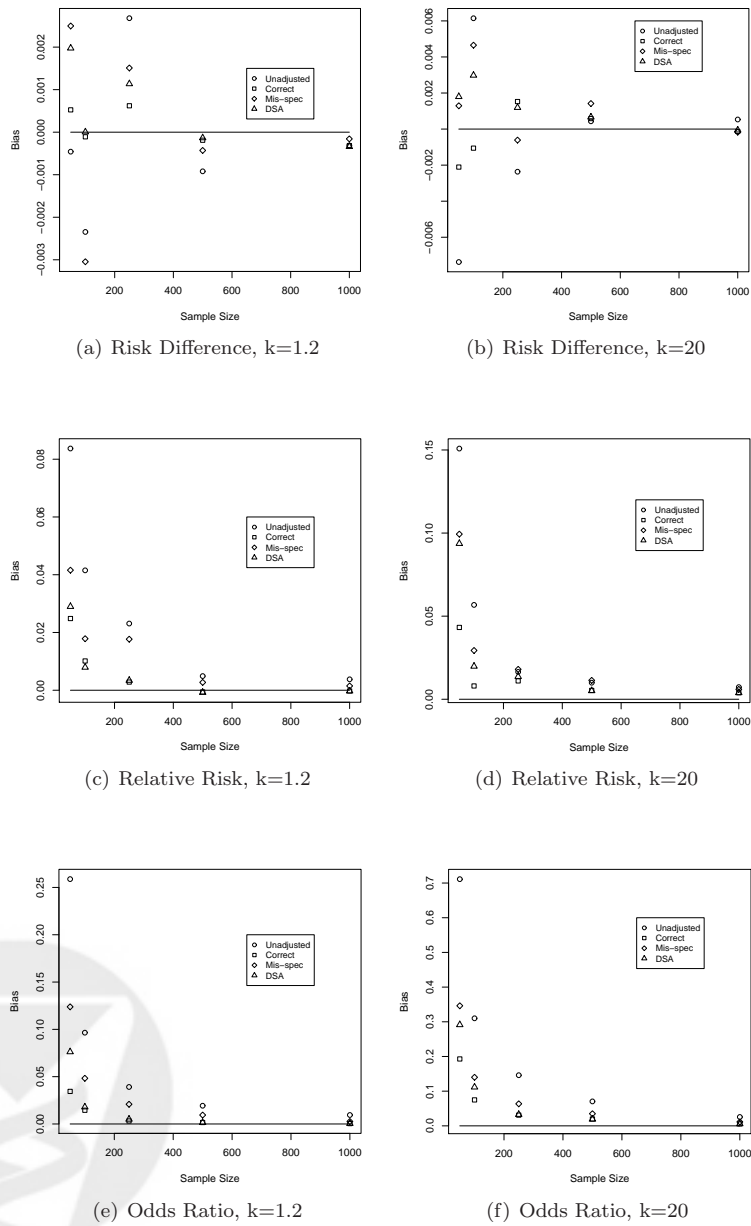 0.002
0.001
0.000
−0.001
−0.002
−0.003
Bias
Unadjusted
Correct
Mis−spec
DSA
200 400 600 800 1000
Sample Size
(a) Risk Difference, k=1.2
0.006
0.002
−0.002
−0.006
Bias
Unadjusted
Correct
Mis−spec
DSA
200 400 600 800 1000
Sample Size
(b) Risk Difference, k=20
0.08
0.06
0.04
0.02
0.00
Bias
Unadjusted
Correct
Mis−spec
DSA
200 400 600 800 1000
Sample Size
(c) Relative Risk, k=1.2
0.15
0.10
0.05
0.00
Bias
Unadjusted
Correct
Mis−spec
DSA
200 400 600 800 1000
Sample Size
(d) Relative Risk, k=20
0.25
0.20
0.15
0.10
0.05
0.00
Bias
Unadjusted
Correct
Mis−spec
DSA
200 400 600 800 1000
Sample Size
(e) Odds Ratio, k=1.2
0.7
0.6
0.5
0.4
0.3
0.2
0.1
0.0
Bias
Unadjusted
Correct
Mis−spec
DSA
200 400 600 800 1000
Sample Size
(f) Odds Ratio, k=20